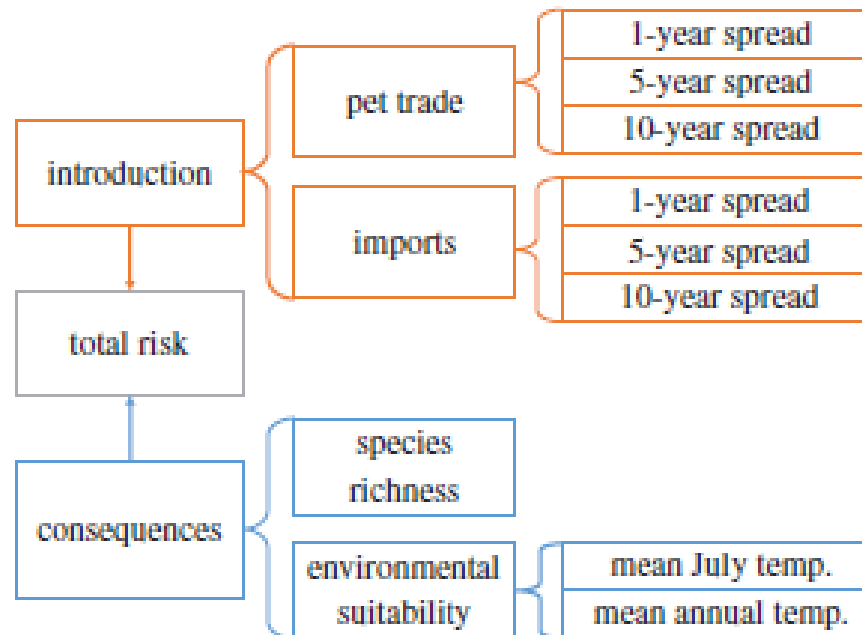 1-year spread
5-year spread
10-year spread
pet trade
introduction
imports
1-year spread
5-year spread
10-year spread
total risk
species
richness
consequences
environmental
suitability
mean July temp.
mean annual temp.